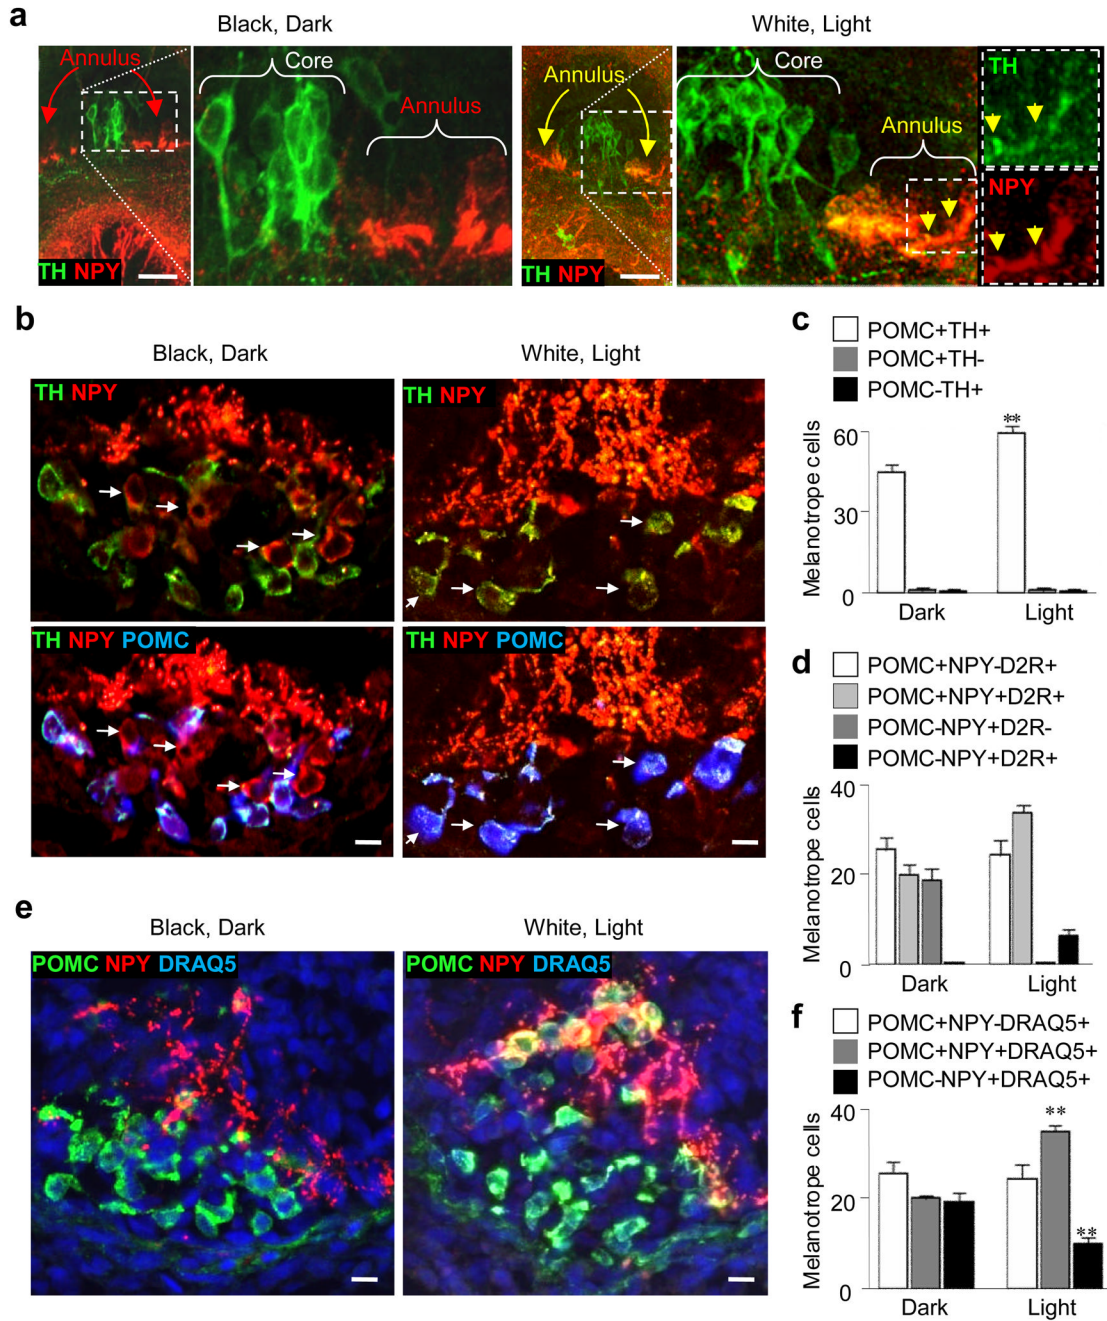 a
Black, Dark
White, Light
Annulus
Core
Annulus
TH NPY
Annulus
Core
Annulus
TH NPY
TH
NPY
b
Black, Dark
White, Light
TH NPY
TH NPY
TH NPY POMC
TH NPY POMC
c
POMC+TH+
POMC+TH-
POMC-TH+
Melanotrope cells
60
30
0
**
Dark
Light
d
POMC+NPY-D2R+
POMC+NPY+D2R+
POMC-NPY+D2R-
POMC-NPY+D2R+
Melanotrope cells
40
20
0
Dark
Light
e
Black, Dark
White, Light
POMC NPY DRAQ5
POMC NPY DRAQ5
f
POMC+NPY-DRAQ5+
POMC+NPY+DRAQ5+
POMC-NPY+DRAQ5+
Melanotrope cells
40
20
0
**
**
Dark
Light